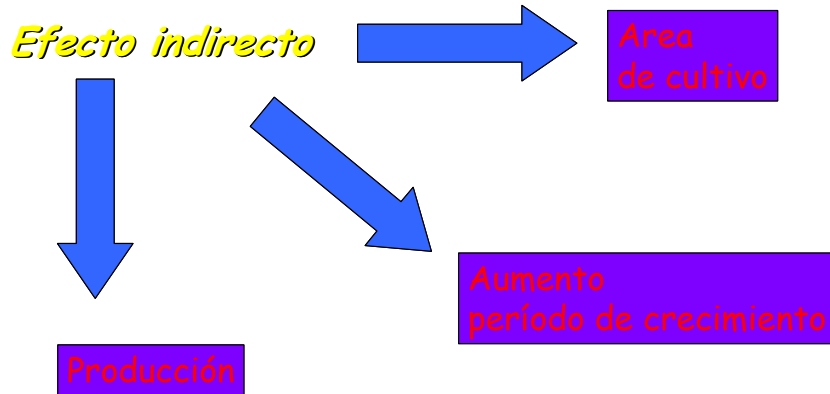 Efecto indirecto
Area
de cultivo
Aumento
período de crecimiento
Producción